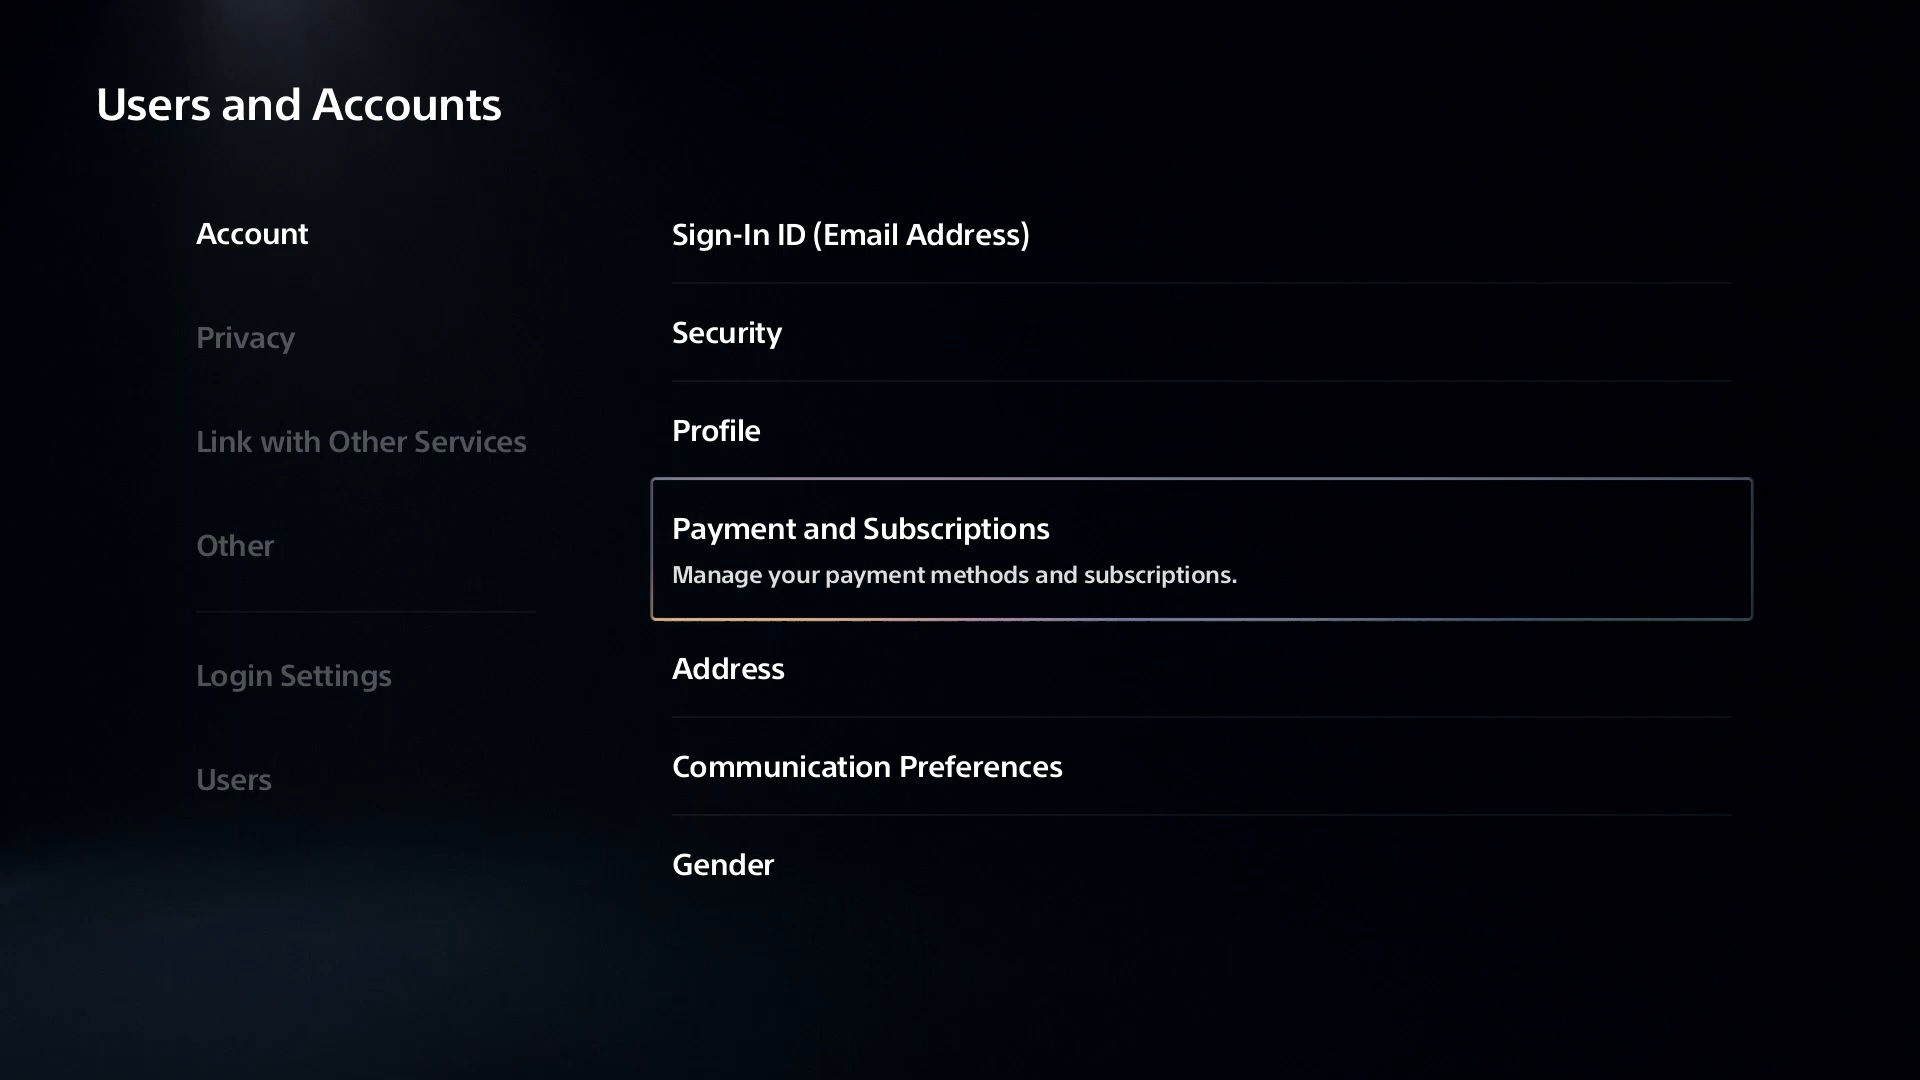 Users and Accounts
Account
Privacy
Link with Other Services
Other
Login Settings
Users
Sign-In ID (Email Address)
Security
Profile
Payment and Subscriptions
Manage your payment methods and subscriptions.
Address
Communication Preferences
Gender